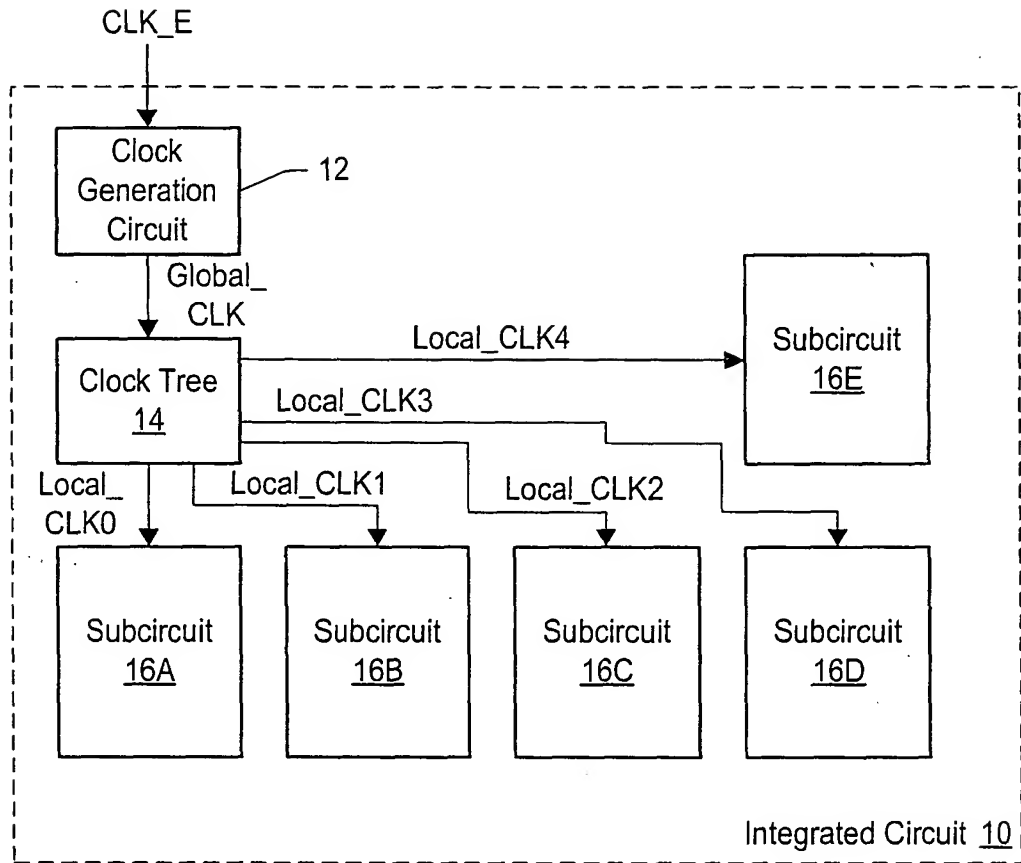 CLK_E
Clock
Generation
Circuit
12
Global_
CLK
Clock Tree
14
Local_CLK4
Subcircuit
16E
Local_CLK3
Local_
CLK0
Local_CLK1
Local_CLK2
Subcircuit
16A
Subcircuit
16B
Subcircuit
16C
Subcircuit
16D
Integrated Circuit 10